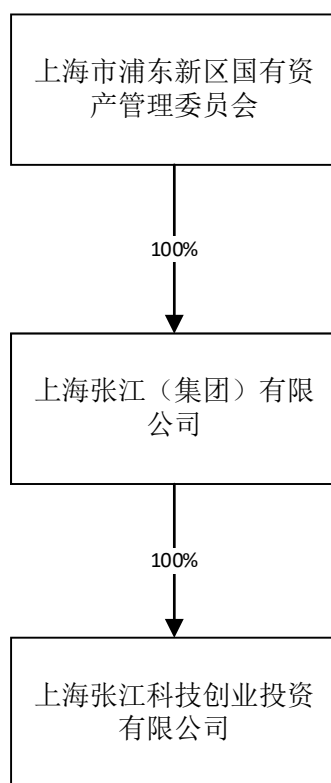 上海市浦东新区国有资
产管理委员会
100%
上海张江（集团）有限
公司
100%
上海张江科技创业投资
有限公司